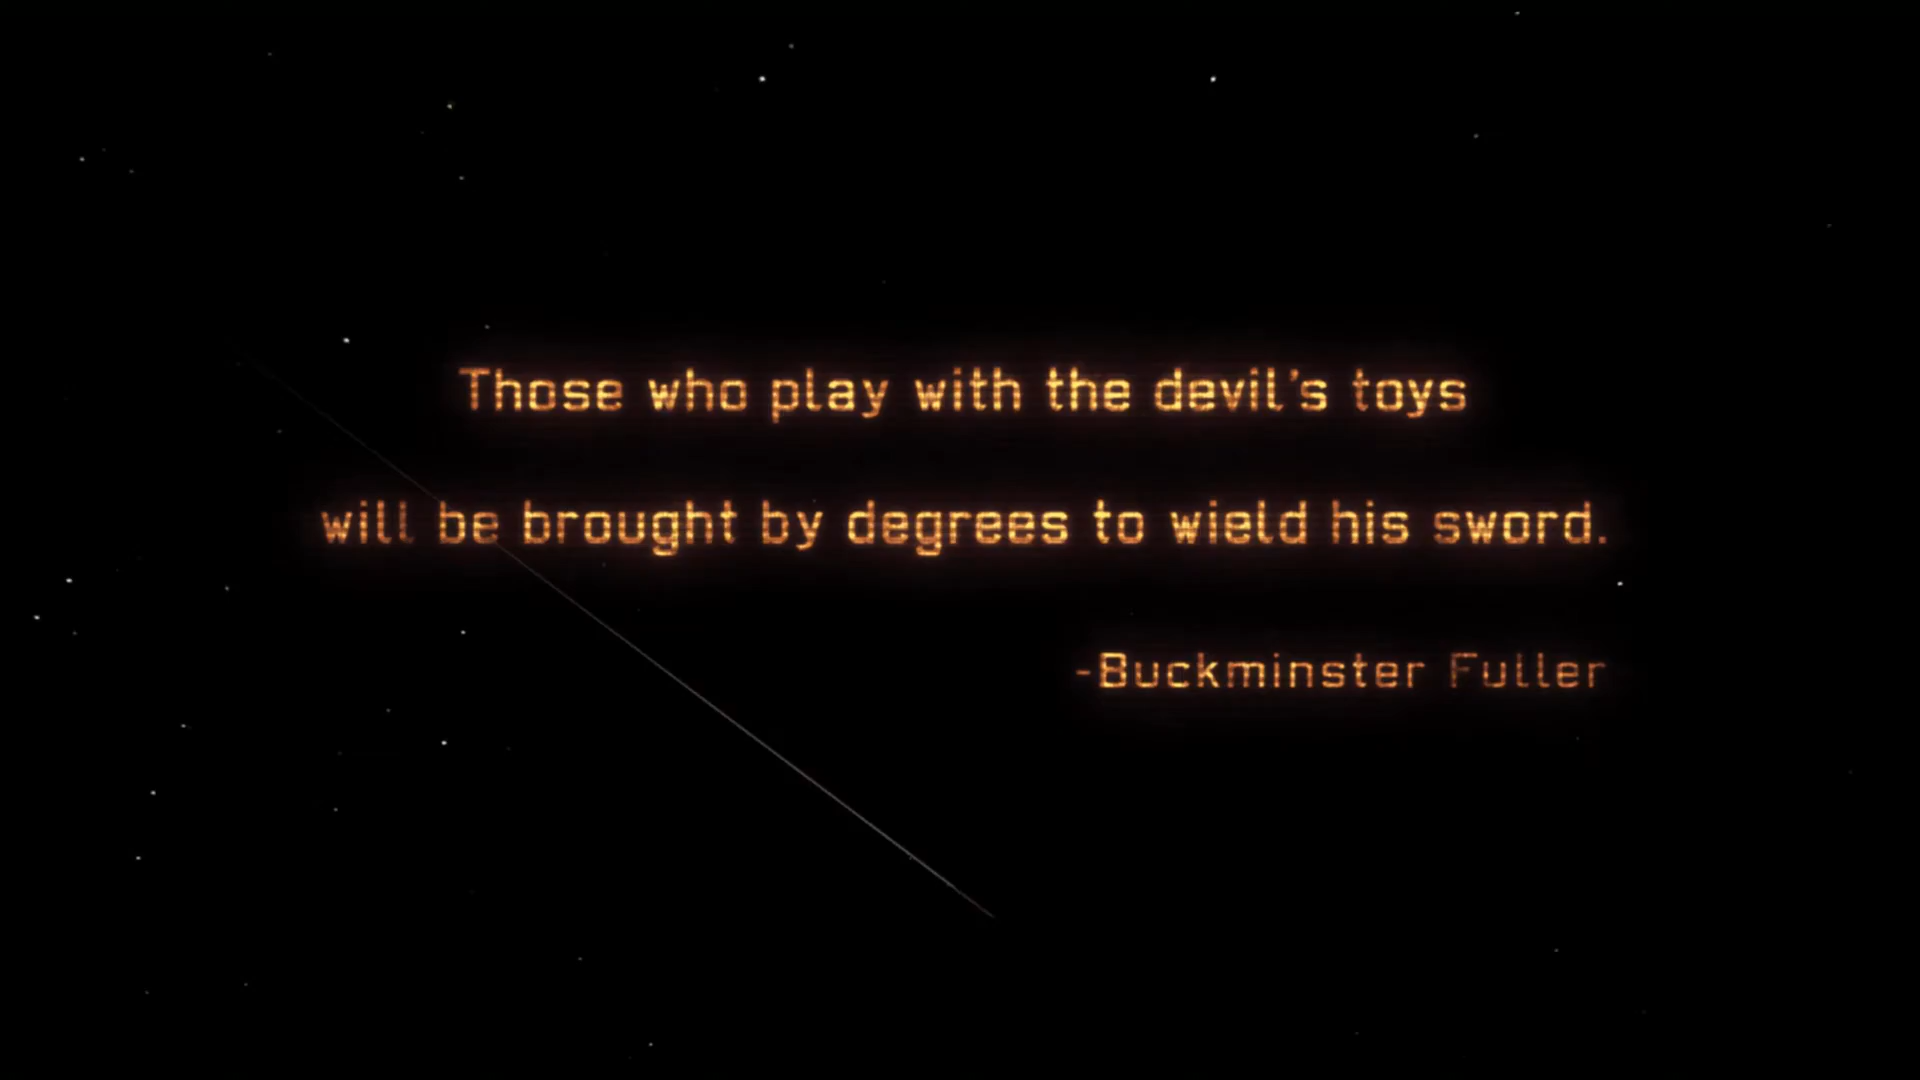 Those who play with the devil's toys
will be brought by degrees to wield his sword.
-Buckminster Fuller